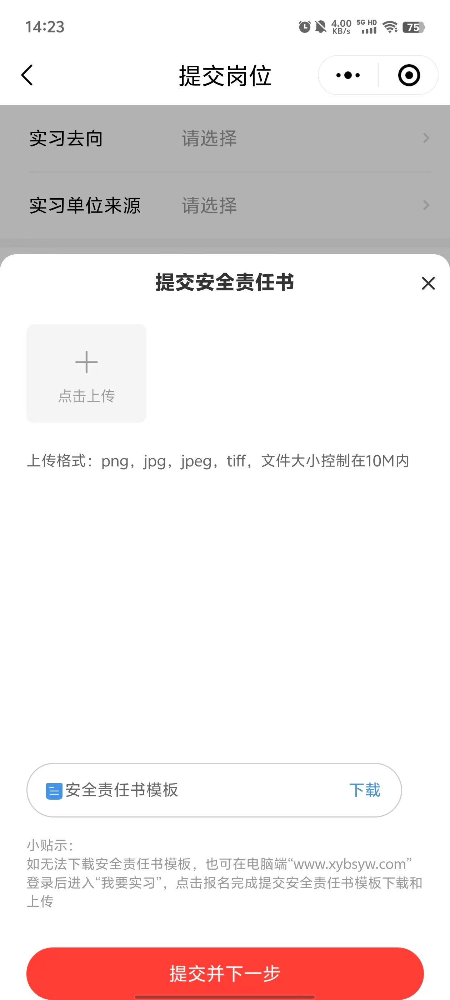 14:23
4.00 KB/s 5G HD 75
提交岗位
实习去向 请选择
实习单位来源 请选择
提交安全责任书
点击上传
上传格式：png，jpg，jpeg，tiff，文件大小控制在10M内
安全责任书模板 下载
小贴示：
如无法下载安全责任书模板，也可在电脑端“www.xybsyw.com”
登录后进入“我要实习”，点击报名完成提交安全责任书模板下载和
上传
提交并下一步